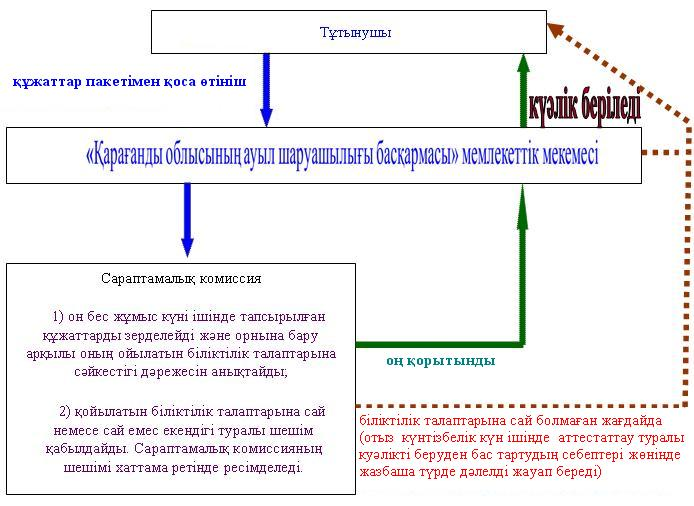 Тұтынушы
құжаттар пакетімен қоса өтініш
күәлік беріледі
«Қарағанды облысының ауыл шаруашылығы басқармасы» мемлекеттік мекемесі
Сараптамалық комиссия
1) он бес жұмыс күні ішінде тапсырылған
құжаттарды зерделейді және орнына бару
арқылы оның ойылатын біліктілік талаптарына
сәйкестігі дәрежесін анықтайды;
2) қойылатын біліктілік талаптарына сай
немесе сай емес екендігі туралы шешім
қабылдайды. Сараптамалық комиссияның
шешімі хаттама ретінде ресімделеді.
оң қорытынды
біліктілік талаптарына сай болмаған жағдайда
(отыз күнтізбелік күн ішінде аттестаттау туралы
куәлікті беруден бас тартудың себептері жөнінде
жазбаша түрде дәлелді жауап береді)